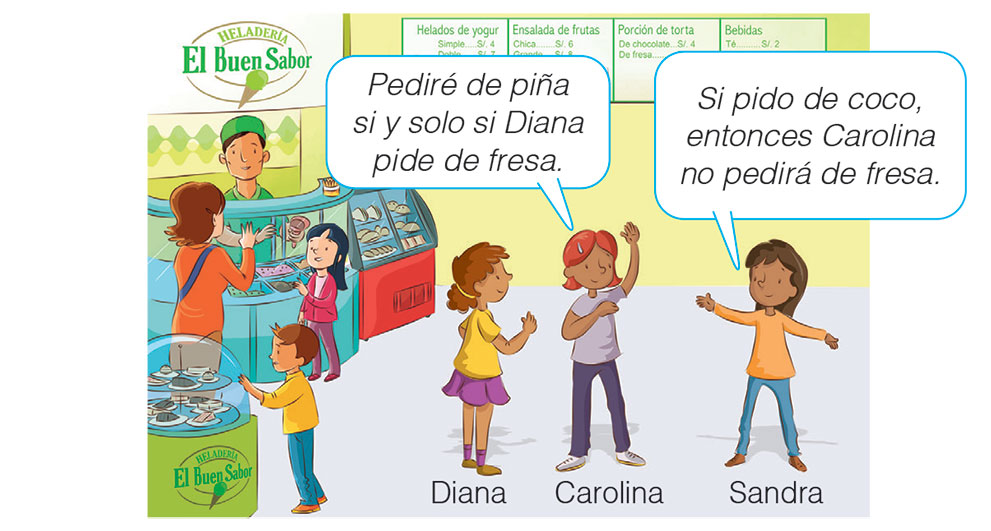 HELADERÍA
El Buen Sabor
Helados de yogur
Simple.....S/. 4
Doble.....S/. 7
Ensalada de frutas
Chica........S/. 6
Grande.....S/. 8
Porción de torta
De chocolate...S/. 4
De fresa.....
Bebidas
Té..........S/. 2
Pediré de piña
si y solo si Diana
pide de fresa.
Si pido de coco,
entonces Carolina
no pedirá de fresa.
HELADERÍA
El Buen Sabor
Diana
Carolina
Sandra